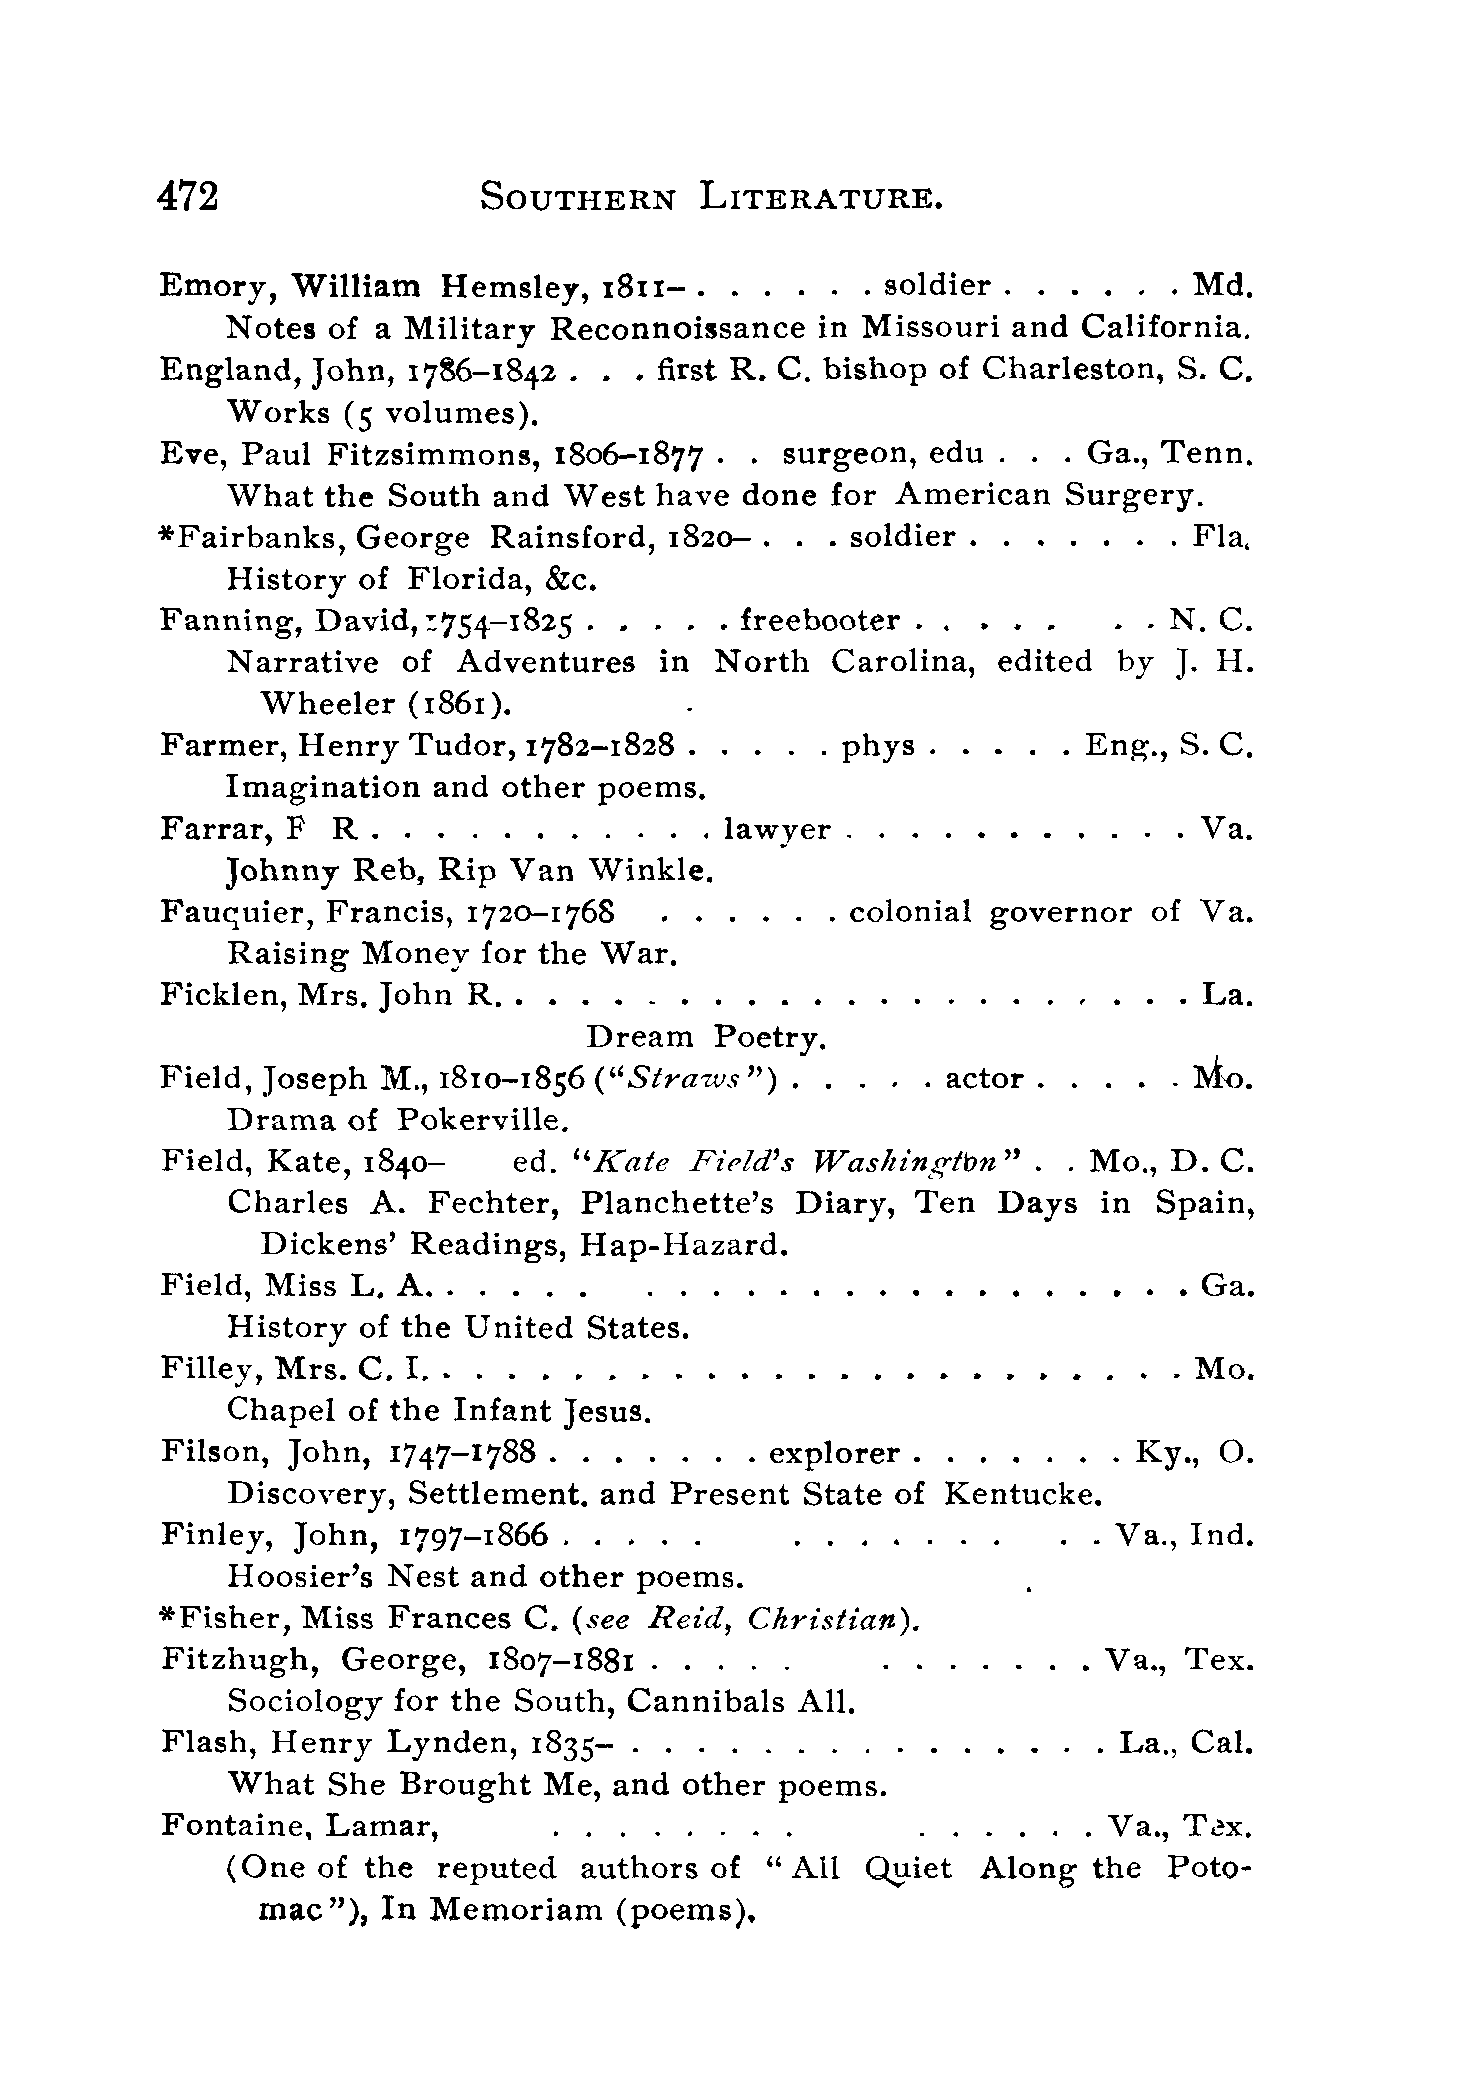 472 SOUTHERN LITERATURE.
Emory, William Hemsley, 1811– . . . . . . soldier . . . . . . Md.
Notes of a Military Reconnoissance in Missouri and California.
England, John, 1786–1842 . . . first R. C. bishop of Charleston, S. C.
Works (5 volumes).
Eve, Paul Fitzsimmons, 1806–1877 . . surgeon, edu . . . Ga., Tenn.
What the South and West have done for American Surgery.
*Fairbanks, George Rainsford, 1820– . . . soldier . . . . . . . Fla.
History of Florida, &c.
Fanning, David, 1754–1825 . . . . . freebooter . . . . . . . N. C.
Narrative of Adventures in North Carolina, edited by J. H.
Wheeler (1861).
Farmer, Henry Tudor, 1782–1828 . . . . . phys . . . . . Eng., S. C.
Imagination and other poems.
Farrar, F R . . . . . . . . . . . lawyer . . . . . . . . . . . Va.
Johnny Reb, Rip Van Winkle.
Fauquier, Francis, 1720–1768 . . . . . . colonial governor of Va.
Raising Money for the War.
Ficklen, Mrs. John R. . . . . . . . . . . . . . . . . . . . . . La.
Dream Poetry.
Field, Joseph M., 1810–1856 ("Straws") . . . . . actor . . . . . Mo.
Drama of Pokerville.
Field, Kate, 1840– ed. "Kate Field's Washington" . . Mo., D. C.
Charles A. Fechter, Planchette's Diary, Ten Days in Spain,
Dickens' Readings, Hap-Hazard.
Field, Miss L. A. . . . . . . . . . . . . . . . . . . . . . . Ga.
History of the United States.
Filley, Mrs. C. I. . . . . . . . . . . . . . . . . . . . . . . . Mo.
Chapel of the Infant Jesus.
Filson, John, 1747–1788 . . . . . . . explorer . . . . . . . Ky., O.
Discovery, Settlement. and Present State of Kentucke.
Finley, John, 1797–1866 . . . . . . . . . . . . . . Va., Ind.
Hoosier's Nest and other poems.
*Fisher, Miss Frances C. (see Reid, Christian).
Fitzhugh, George, 1807–1881 . . . . . . . . . . . . Va., Tex.
Sociology for the South, Cannibals All.
Flash, Henry Lynden, 1835– . . . . . . . . . . . . . . . La., Cal.
What She Brought Me, and other poems.
Fontaine, Lamar, . . . . . . . . . . . . . . Va., Tex.
(One of the reputed authors of "All Quiet Along the Poto-
mac"), In Memoriam (poems).